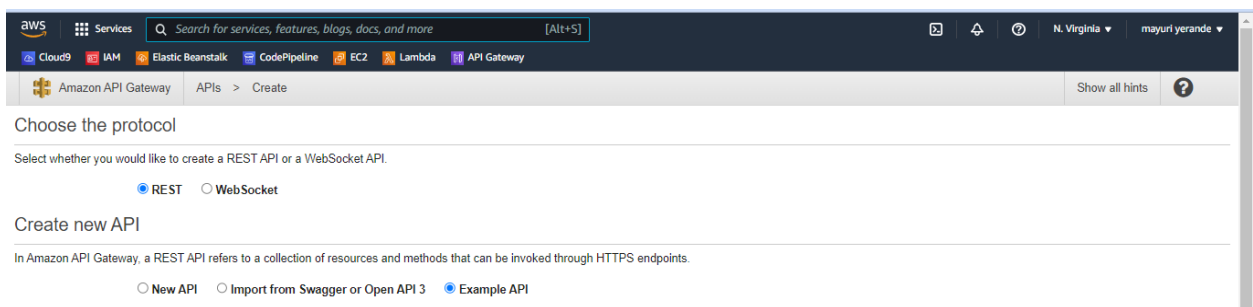 aws Services Search for services, features, blogs, docs, and more [Alt+S] N. Virginia mayuri yerande
Cloud9 IAM Elastic Beanstalk CodePipeline EC2 Lambda API Gateway
Amazon API Gateway APIs > Create Show all hints ?
Choose the protocol
Select whether you would like to create a REST API or a WebSocket API.
REST WebSocket
Create new API
In Amazon API Gateway, a REST API refers to a collection of resources and methods that can be invoked through HTTPS endpoints.
New API Import from Swagger or Open API 3 Example API